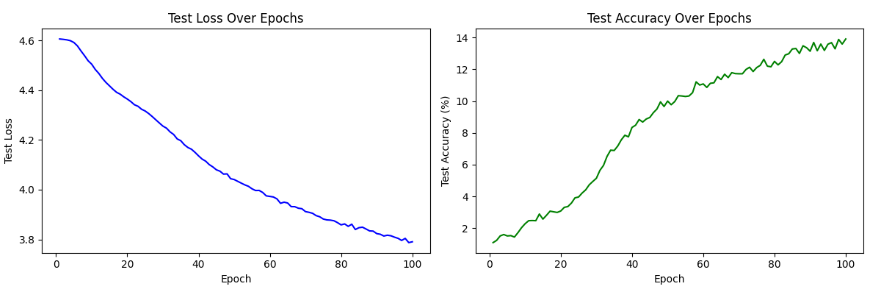 Test Loss Over Epochs
4.6
4.4
4.2
4.0
3.8
Test Loss
0 20 40 60 80 100
Epoch
Test Accuracy Over Epochs
14
12
10
8
6
4
2
Test Accuracy (%)
0 20 40 60 80 100
Epoch